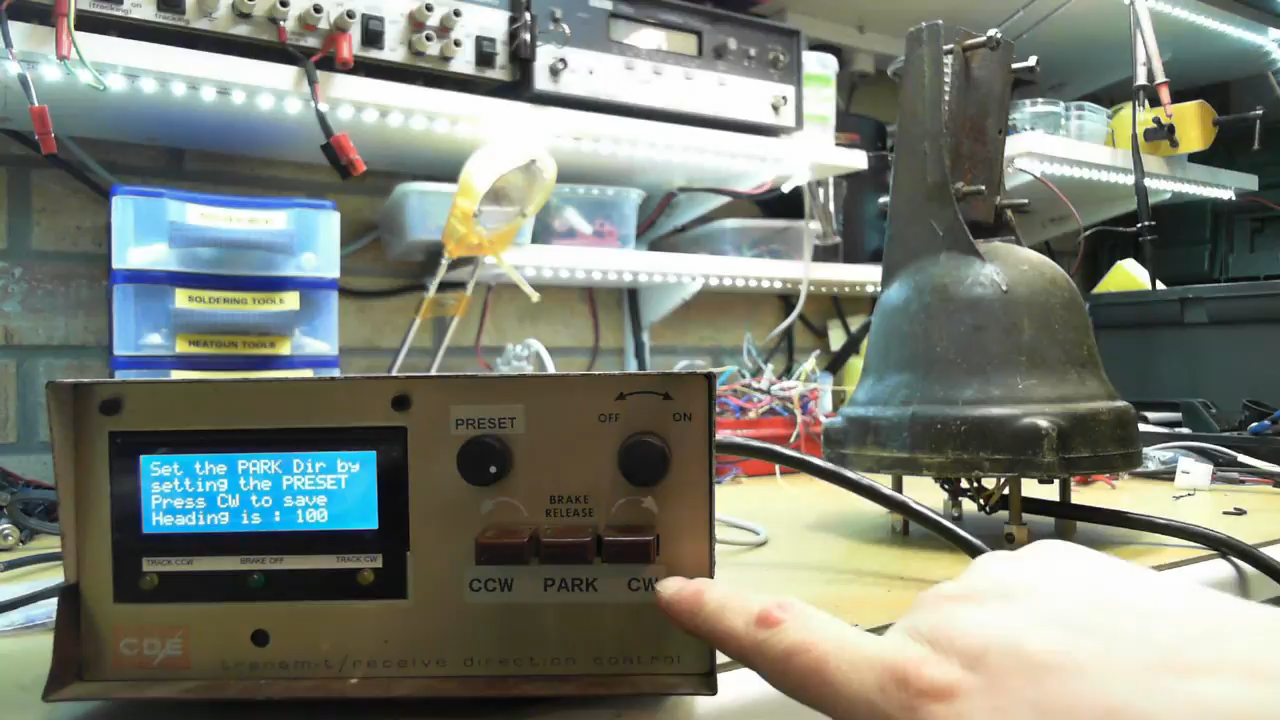 (tracking)
tracking
SOLDERING TOOLS
HEATGUN TOOLS
PRESET
OFF
ON
Set the PARK Dir by
setting the PRESET
Press CW to save
Heading is : 100
BRAKE
RELEASE
TRACK CCW
BRAKE OFF
TRACK CW
CCW
PARK
CW
CDE
transmit/receive direction control